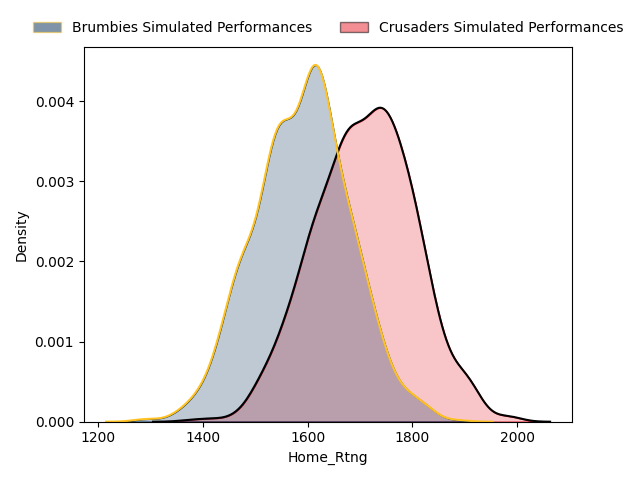 Brumbies Simulated Performances Crusaders Simulated Performances
0.004
0.003
0.002
0.001
0.000
Density
1200 1400 1600 1800 2000
Home_Rtng